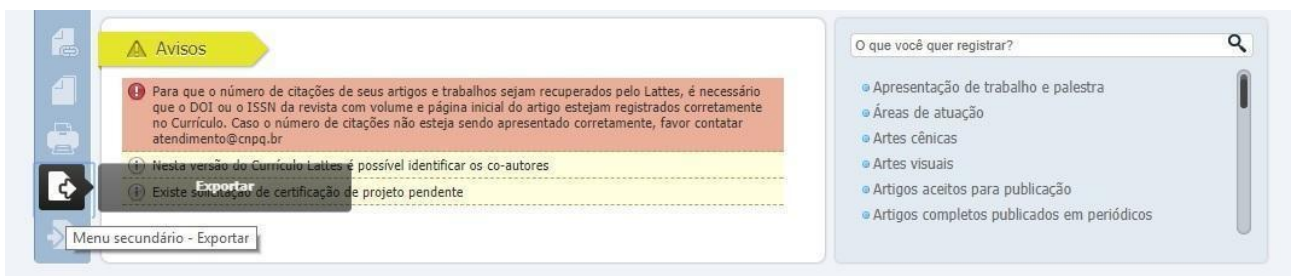 Avisos
Para que o número de citações de seus artigos e trabalhos sejam recuperados pelo Lattes, é necessário
que o DOI ou o ISSN da revista com volume e página inicial do artigo estejam registrados corretamente
no Currículo. Caso o número de citações não esteja sendo apresentado corretamente, favor contatar
atendimento@cnpq.br
Nesta versão do Currículo Lattes é possível identificar os co-autores
Existe solicitação de certificação de projeto pendente
Exportar
Menu secundário - Exportar
O que você quer registrar?
Apresentação de trabalho e palestra
Áreas de atuação
Artes cênicas
Artes visuais
Artigos aceitos para publicação
Artigos completos publicados em periódicos